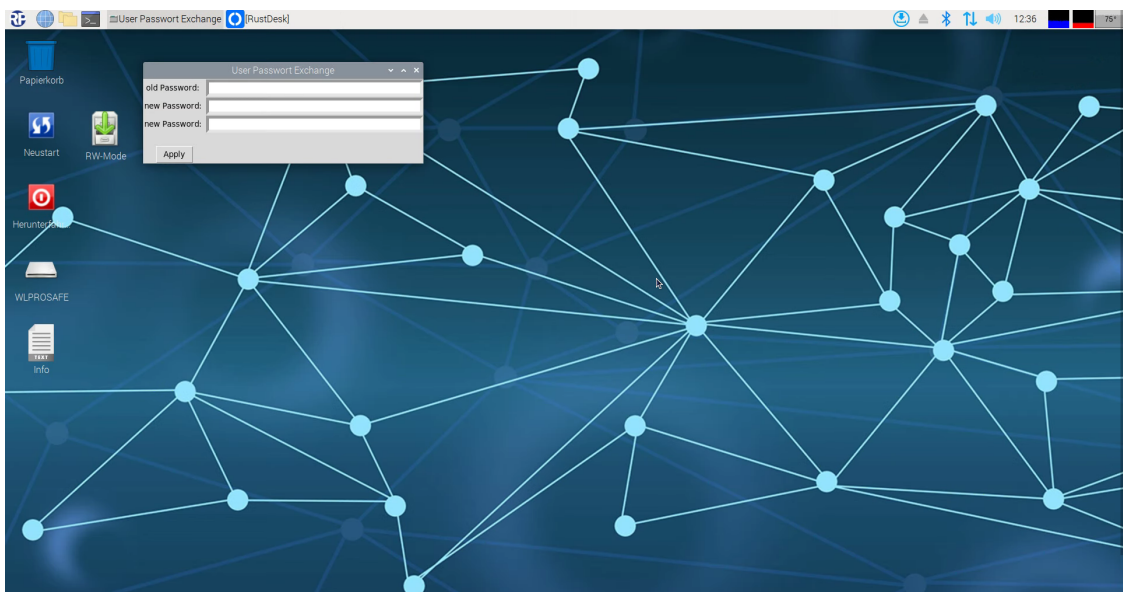 User Passwort Exchange
[RustDesk]
12:36
75°
Papierkorb
User Passwort Exchange
old Password:
new Password:
new Password:
Apply
Neustart
RW-Mode
WLPROSAFE
TEXT
Info